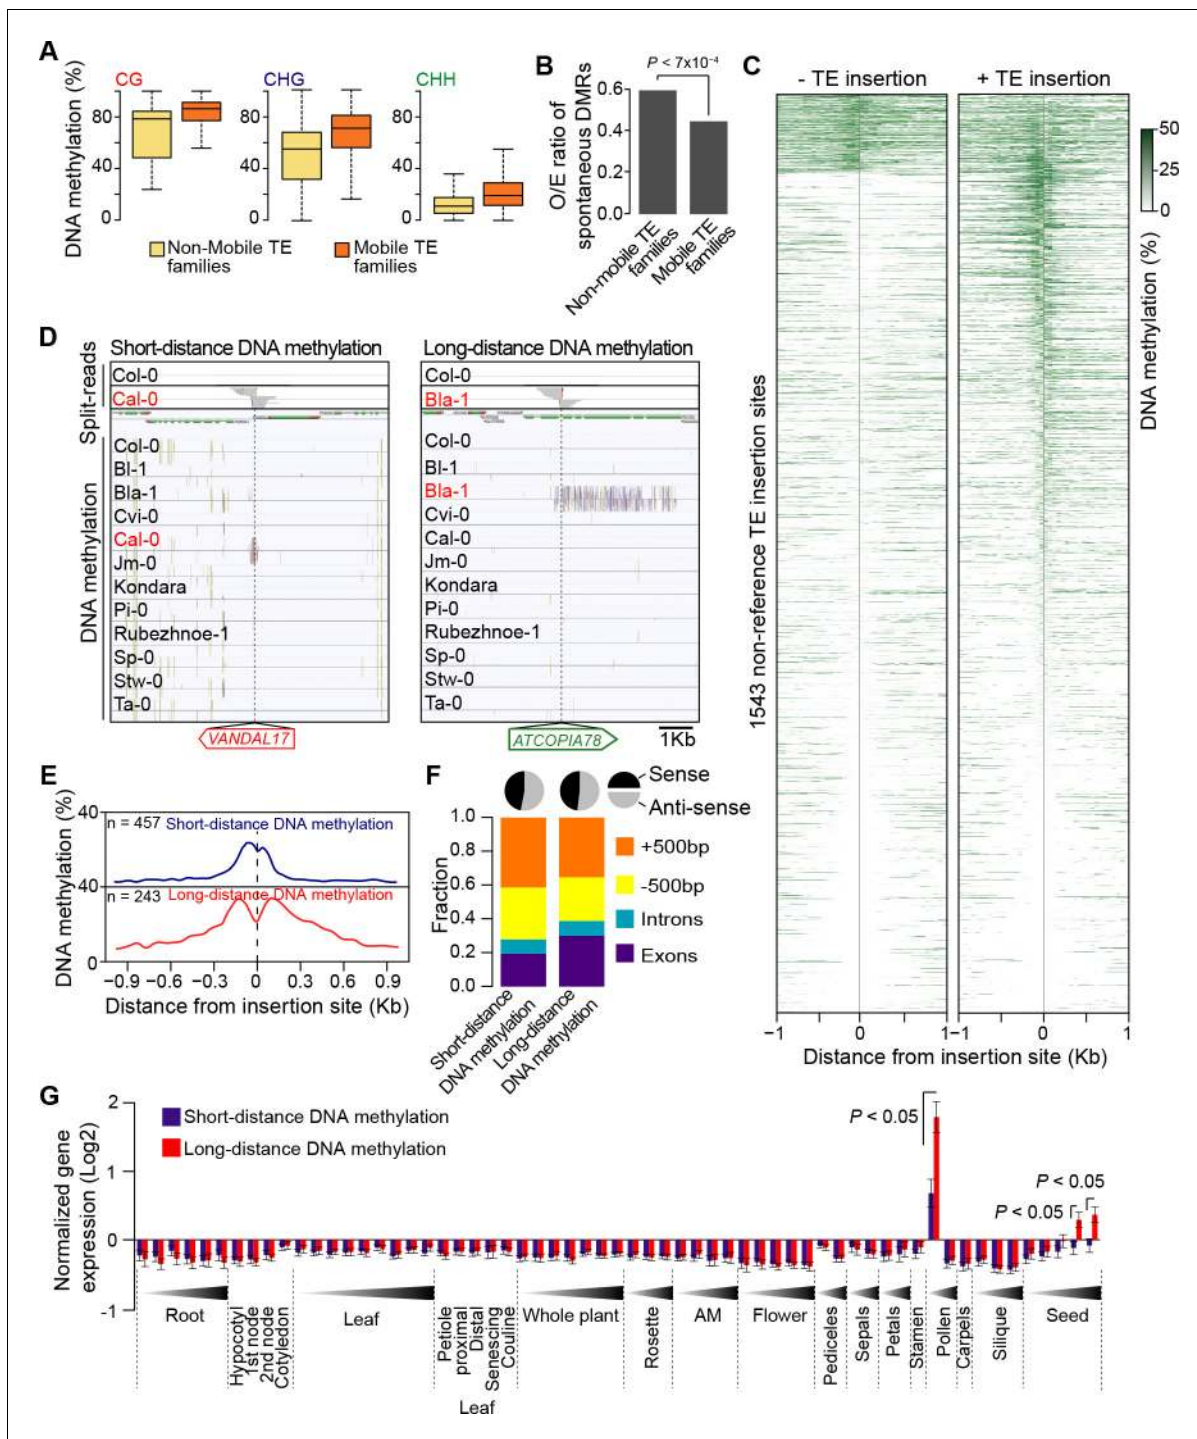 A
CG
CHG
CHH
DNA methylation (%)
80
40
0
80
40
0
80
40
0
Non-Mobile TE
families
Mobile TE
families
B
P < 7x10⁻⁴
O/E ratio of
spontaneous DMRs
0.6
0.4
0.2
0.0
Non-mobile TE
families
Mobile TE
families
C
- TE insertion
+ TE insertion
1543 non-reference TE insertion sites
50
25
0
DNA methylation (%)
−1
0
1
−1
0
1
Distance from insertion site (Kb)
D
Short-distance DNA methylation
Long-distance DNA methylation
Split-reads
DNA methylation
Col-0
Cal-0
Col-0
Bl-1
Bla-1
Cvi-0
Cal-0
Jm-0
Kondara
Pi-0
Rubezhnoe-1
Sp-0
Stw-0
Ta-0
VANDAL17
Col-0
Bla-1
Col-0
Bl-1
Bla-1
Cvi-0
Cal-0
Jm-0
Kondara
Pi-0
Rubezhnoe-1
Sp-0
Stw-0
Ta-0
ATCOPIA78
1Kb
E
DNA methylation (%)
40
n = 457 Short-distance DNA methylation
40
n = 243 Long-distance DNA methylation
0
−0.9 −0.6 −0.3 0 0.3 0.6 0.9
Distance from insertion site (Kb)
F
Sense
Anti-sense
Fraction
1.0
0.8
0.6
0.4
0.2
0.0
+500bp
-500bp
Introns
Exons
Short-distance
DNA methylation
Long-distance
DNA methylation
G
Normalized gene
expression (Log2)
2
1
0
-1
Short-distance DNA methylation
Long-distance DNA methylation
P < 0.05
P < 0.05
P < 0.05
Root
Hypocotyl
1st node
2nd node
Cotyledon
Leaf
Petiole
proximal
Distal
Senescing
Couline
Leaf
Whole plant
Rosette
AM
Flower
Pediceles
Sepals
Petals
Stamen
Pollen
Carpels
Silique
Seed